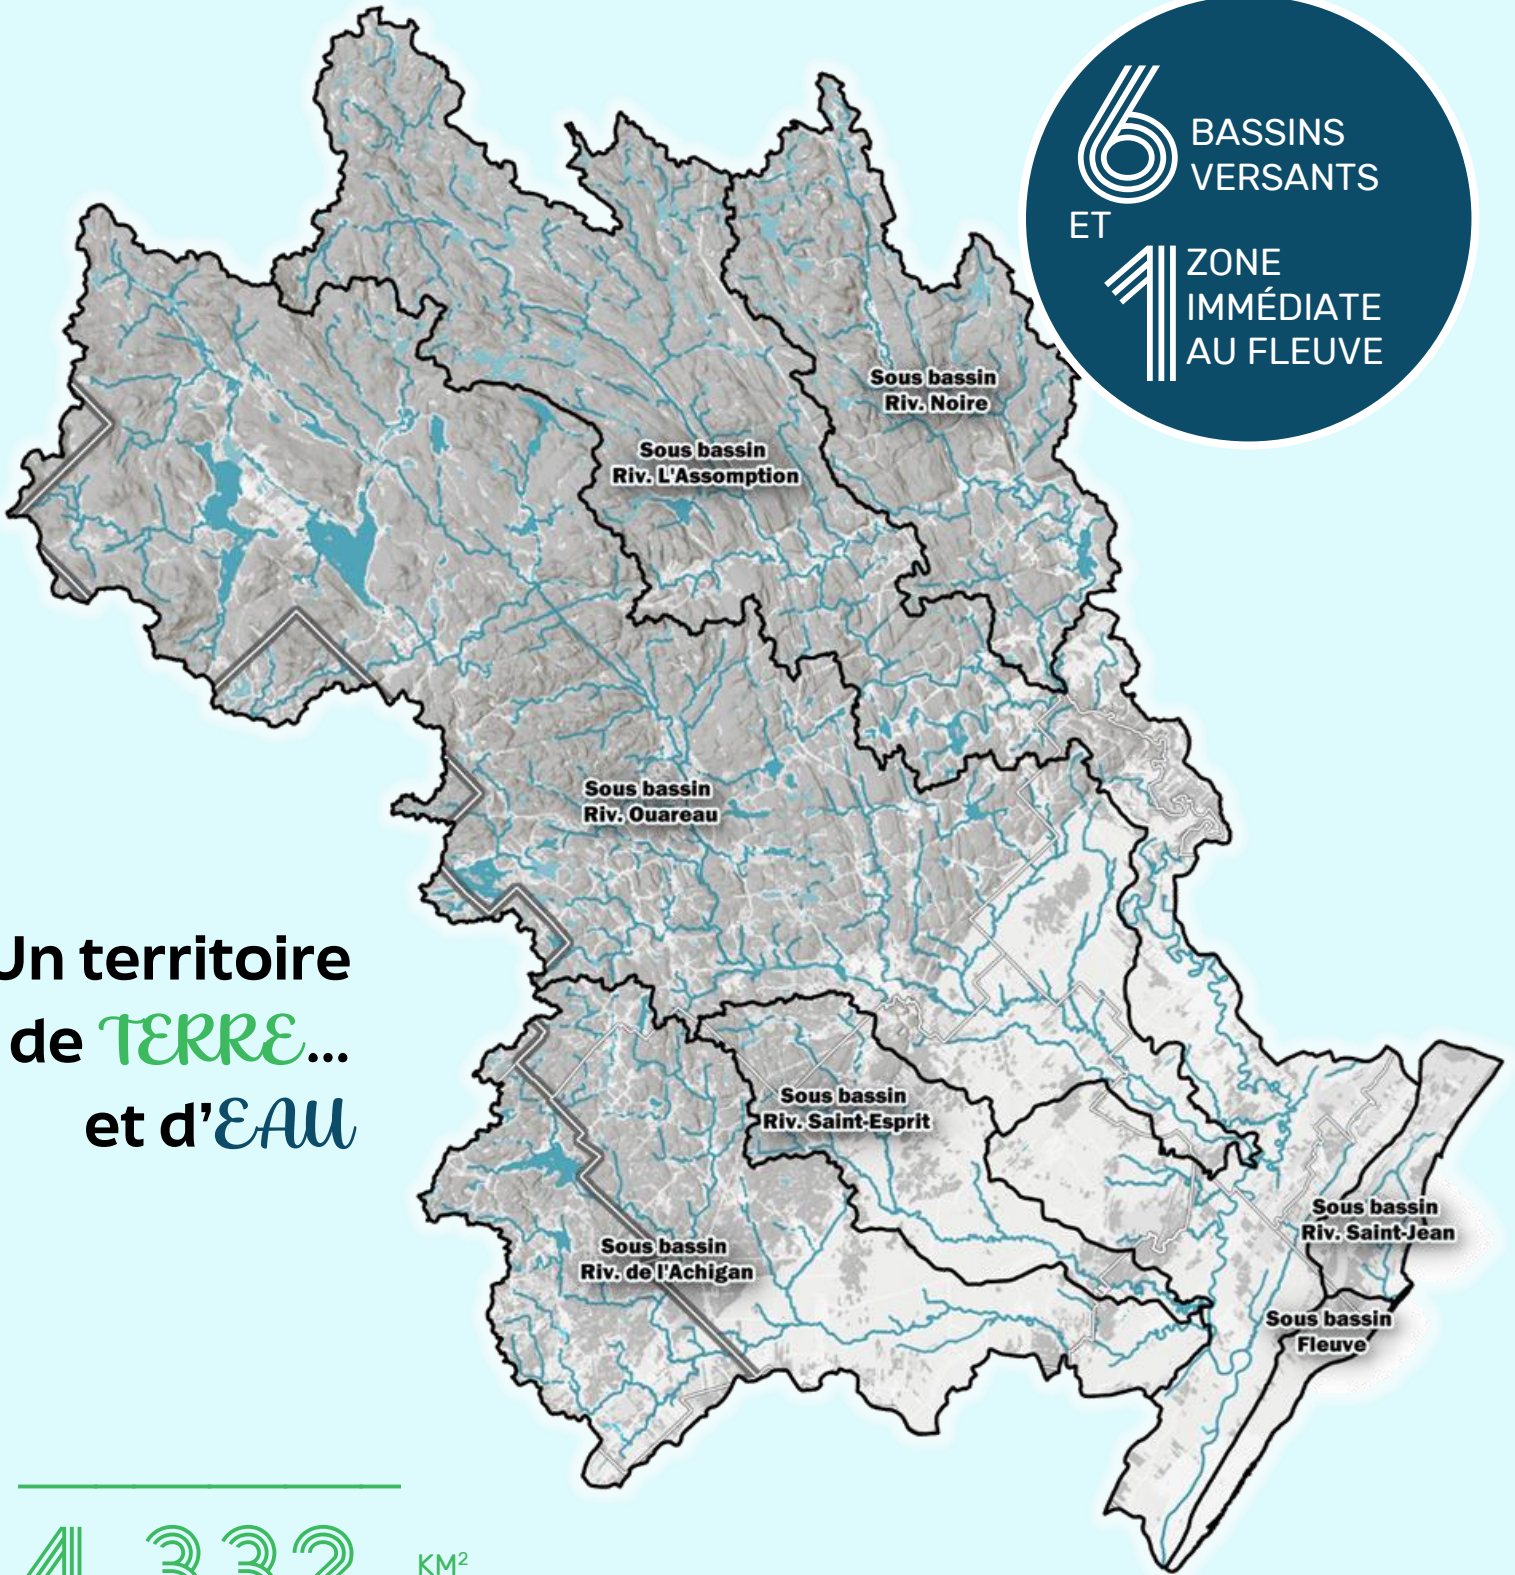 6 BASSINS
VERSANTS
ET
1 ZONE
IMMÉDIATE
AU FLEUVE
Sous bassin
Riv. Noire
Sous bassin
Riv. L'Assomption
Sous bassin
Riv. Ouareau
Un territoire
de TERRE...
et d'EAU
Sous bassin
Riv. Saint-Esprit
Sous bassin
Riv. Saint-Jean
Sous bassin
Riv. de l'Achigan
Sous bassin
Fleuve
4 332 KM²